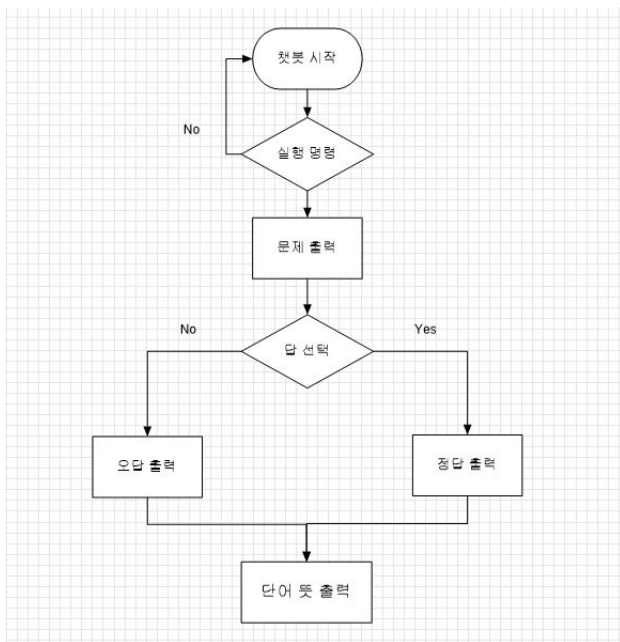 챗봇 시작
No
실행 명령
문제 출력
No
Yes
답 선택
오답 출력
정답 출력
단어 뜻 출력